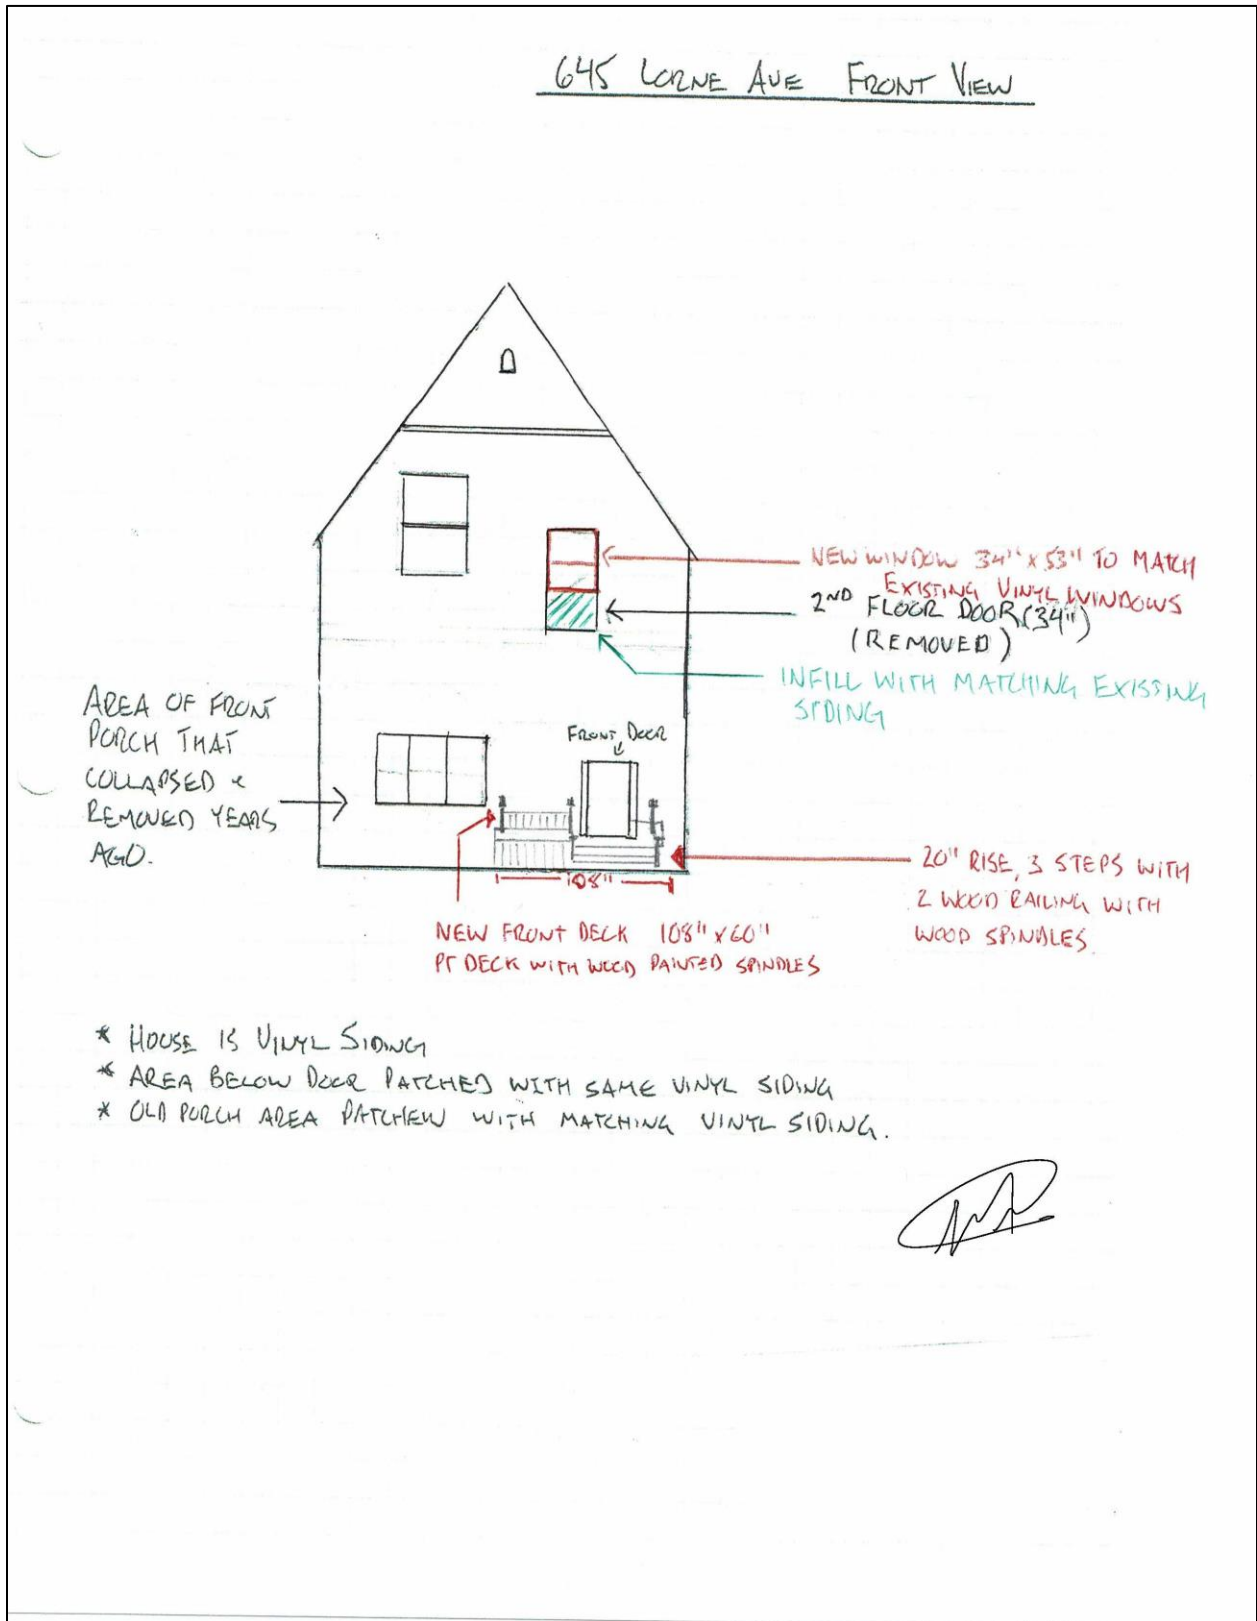 645 LORNE AVE FRONT VIEW
NEW WINDOW 34" x 53" TO MATCH
EXISTING VINYL WINDOWS
2ND FLOOR DOOR (34")
(REMOVED)
INFILL WITH MATCHING EXISTING
SIDING
AREA OF FRONT
PORCH THAT
COLLAPSED &
REMOVED YEARS
AGO.
FRONT DOOR
108"
20" RISE, 3 STEPS WITH
2 WOOD RAILING WITH
WOOD SPINDLES.
NEW FRONT DECK 108" x 60"
PT DECK WITH WOOD PAINTED SPINDLES
* HOUSE IS VINYL SIDING
* AREA BELOW DOOR PATCHED WITH SAME VINYL SIDING
* OLD PORCH AREA PATCHEW WITH MATCHING VINYL SIDING.